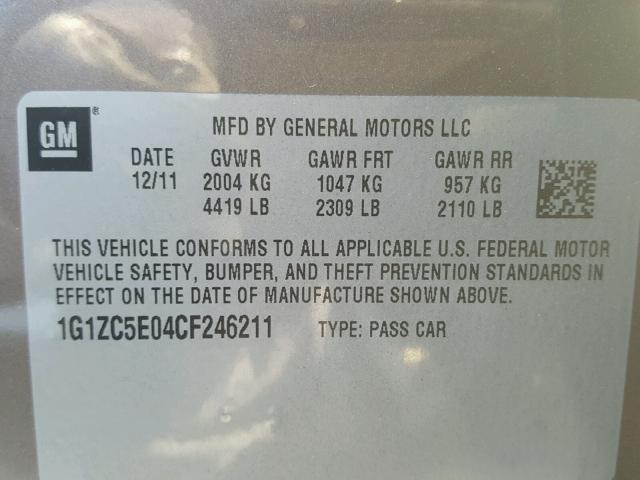 GM®
MFD BY GENERAL MOTORS LLC
DATE GVWR GAWR FRT GAWR RR
12/11 2004 KG 1047 KG 957 KG
4419 LB 2309 LB 2110 LB
THIS VEHICLE CONFORMS TO ALL APPLICABLE U.S. FEDERAL MOTOR
VEHICLE SAFETY, BUMPER, AND THEFT PREVENTION STANDARDS IN
EFFECT ON THE DATE OF MANUFACTURE SHOWN ABOVE.
1G1ZC5E04CF246211 TYPE: PASS CAR